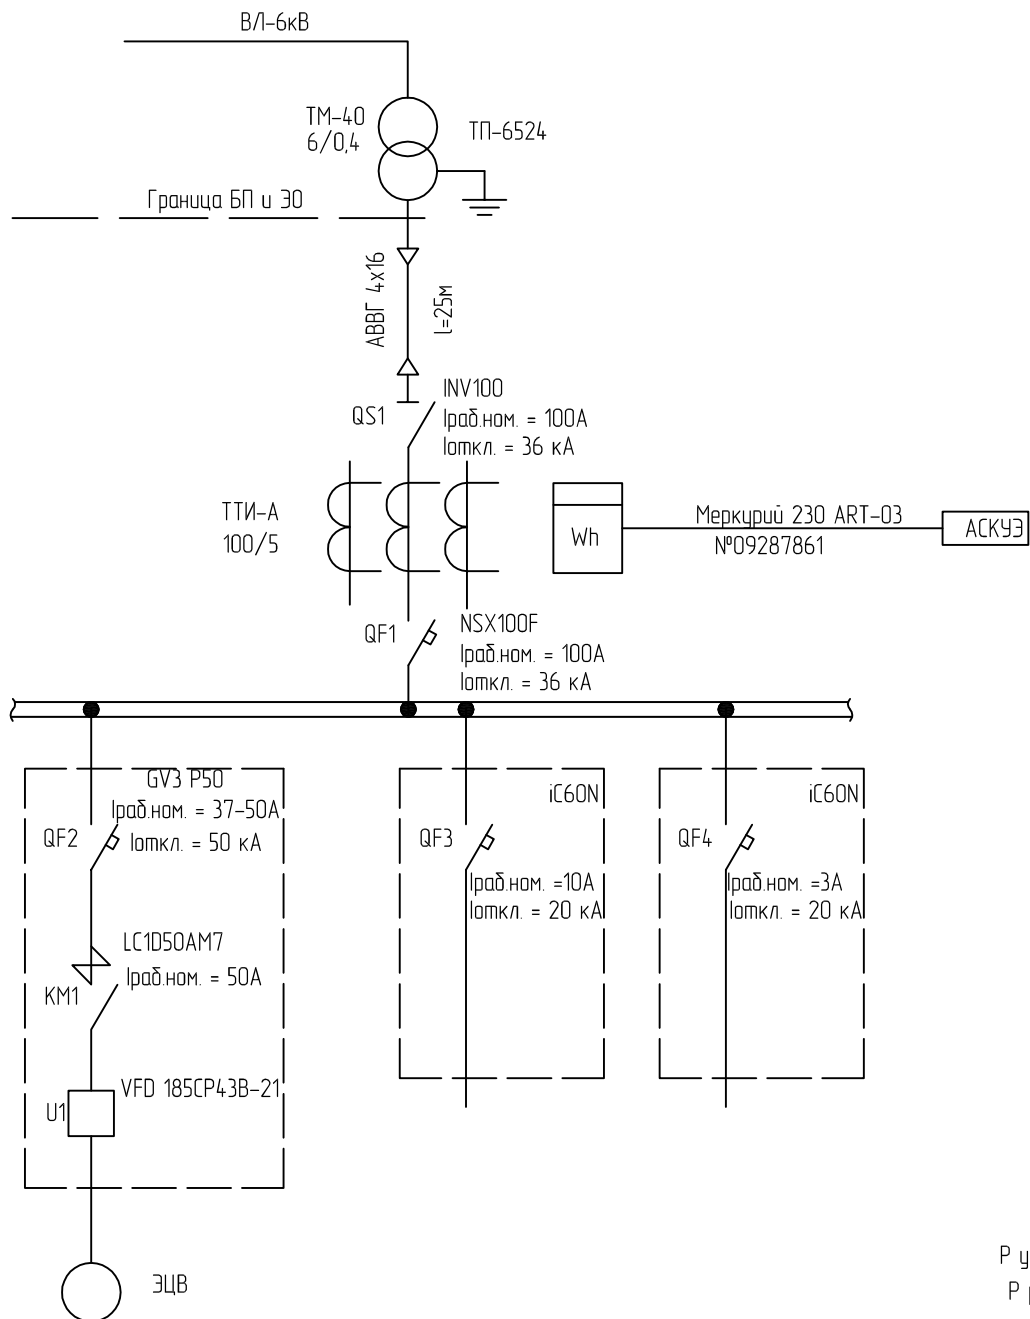 ВЛ-6кВ
ТМ-40
6/0,4
ТП-6524
Граница БП и ЭО
АВВГ 4х16
l=25м
QS1
INV100
Iраб.ном. = 100А
Iоткл. = 36 кА
ТТИ-А
100/5
Wh
Меркурий 230 ART-03
№09287861
АСКУЭ
QF1
NSX100F
Iраб.ном. = 100А
Iоткл. = 36 кА
GV3 P50
Iраб.ном. = 37-50А
Iоткл. = 50 кА
QF2
LC1D50AM7
Iраб.ном. = 50А
КМ1
VFD 185CP43B-21
U1
ЭЦВ
iC60N
QF3
Iраб.ном. =10А
Iоткл. = 20 кА
iC60N
QF4
Iраб.ном. =3А
Iоткл. = 20 кА
Р у
Р